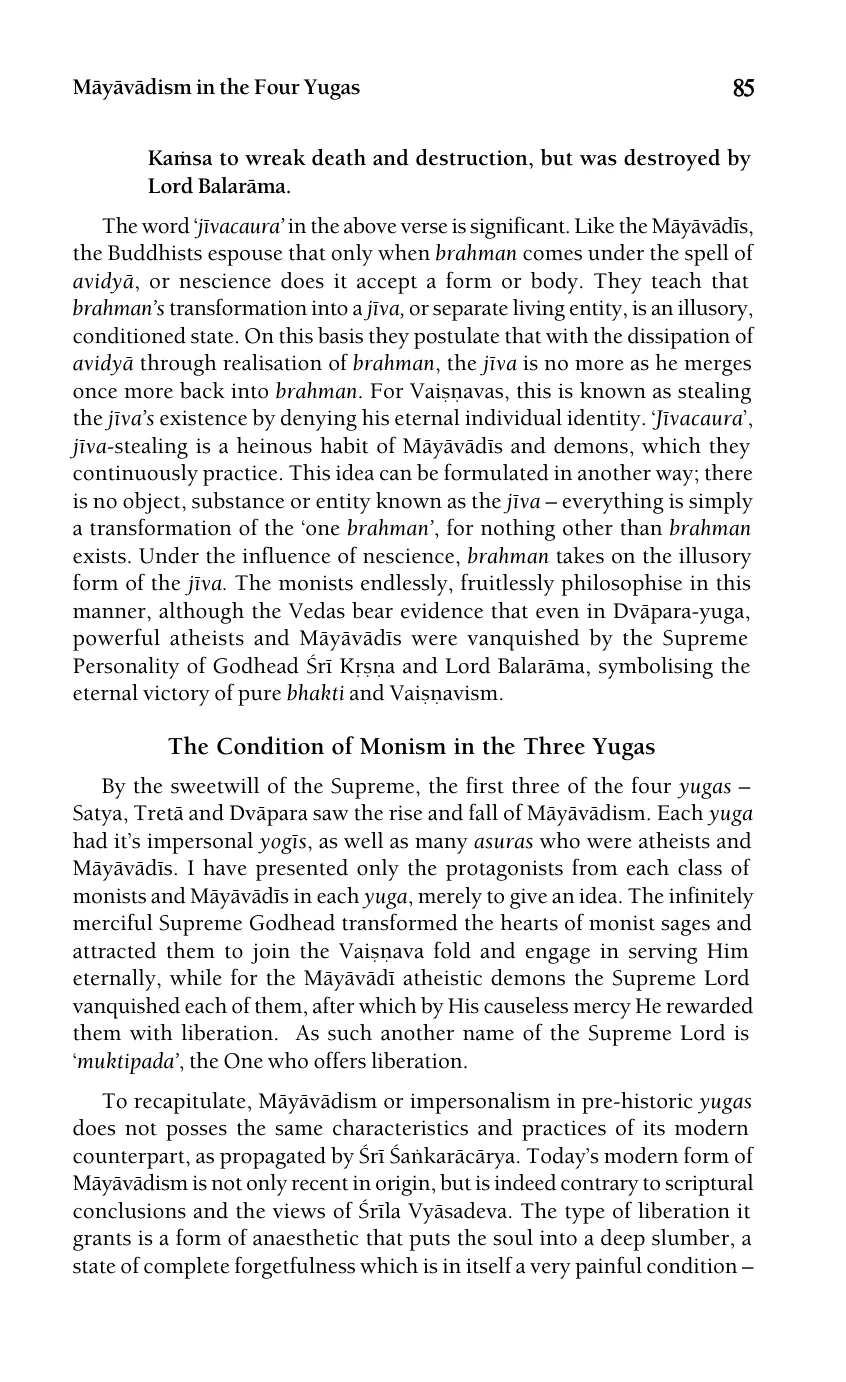 Māyāvādism in the Four Yugas 85
Kaṁsa to wreak death and destruction, but was destroyed by
Lord Balarāma.
The word ‘jīvacaura’ in the above verse is significant. Like the Māyāvādīs,
the Buddhists espouse that only when brahman comes under the spell of
avidyā, or nescience does it accept a form or body. They teach that
brahman’s transformation into a jīva, or separate living entity, is an illusory,
conditioned state. On this basis they postulate that with the dissipation of
avidyā through realisation of brahman, the jīva is no more as he merges
once more back into brahman. For Vaiṣṇavas, this is known as stealing
the jīva’s existence by denying his eternal individual identity. ‘Jīvacaura’,
jīva-stealing is a heinous habit of Māyāvādīs and demons, which they
continuously practice. This idea can be formulated in another way; there
is no object, substance or entity known as the jīva – everything is simply
a transformation of the ‘one brahman’, for nothing other than brahman
exists. Under the influence of nescience, brahman takes on the illusory
form of the jīva. The monists endlessly, fruitlessly philosophise in this
manner, although the Vedas bear evidence that even in Dvāpara-yuga,
powerful atheists and Māyāvādīs were vanquished by the Supreme
Personality of Godhead Śrī Kṛṣṇa and Lord Balarāma, symbolising the
eternal victory of pure bhakti and Vaiṣṇavism.
The Condition of Monism in the Three Yugas
By the sweetwill of the Supreme, the first three of the four yugas –
Satya, Tretā and Dvāpara saw the rise and fall of Māyāvādism. Each yuga
had it’s impersonal yogīs, as well as many asuras who were atheists and
Māyāvādīs. I have presented only the protagonists from each class of
monists and Māyāvādīs in each yuga, merely to give an idea. The infinitely
merciful Supreme Godhead transformed the hearts of monist sages and
attracted them to join the Vaiṣṇava fold and engage in serving Him
eternally, while for the Māyāvādī atheistic demons the Supreme Lord
vanquished each of them, after which by His causeless mercy He rewarded
them with liberation. As such another name of the Supreme Lord is
‘muktipada’, the One who offers liberation.
To recapitulate, Māyāvādism or impersonalism in pre-historic yugas
does not posses the same characteristics and practices of its modern
counterpart, as propagated by Śrī Śaṅkarācārya. Today’s modern form of
Māyāvādism is not only recent in origin, but is indeed contrary to scriptural
conclusions and the views of Śrīla Vyāsadeva. The type of liberation it
grants is a form of anaesthetic that puts the soul into a deep slumber, a
state of complete forgetfulness which is in itself a very painful condition –